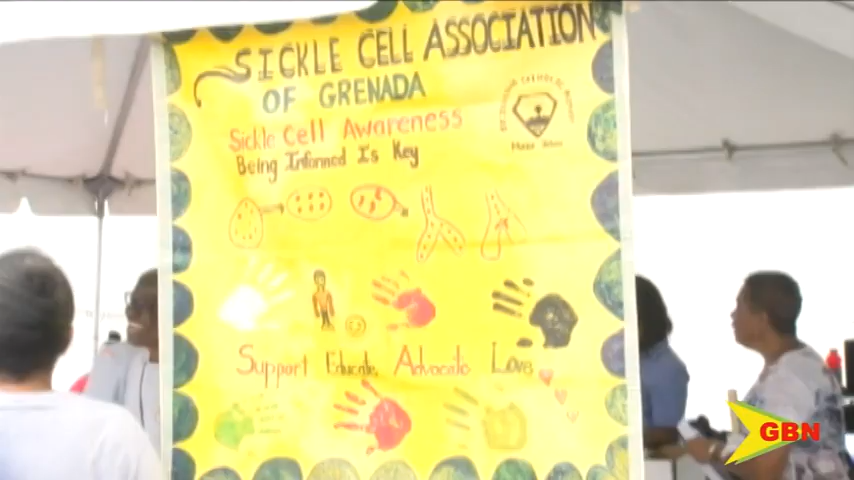 SICKLE CELL ASSOCIATION
OF GRENADA
Sickle Cell Awareness
Being Informed Is Key
Support Educate, Advocate Love
GBN